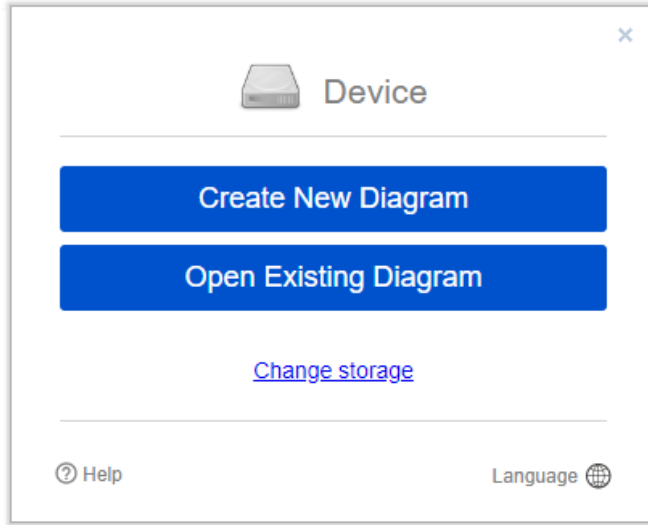 Device
Create New Diagram
Open Existing Diagram
Change storage
Help
Language